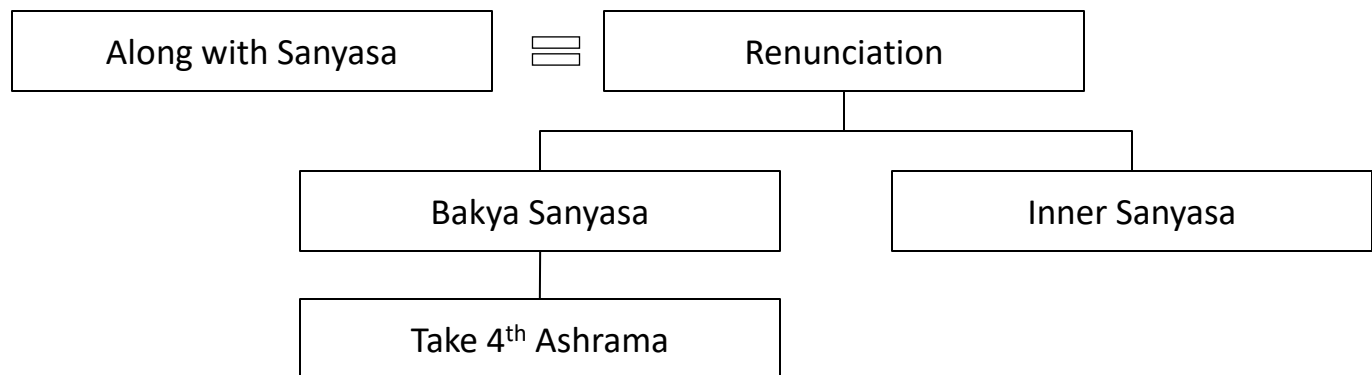 Along with Sanyasa
Renunciation
Bakya Sanyasa
Inner Sanyasa
Take 4th Ashrama